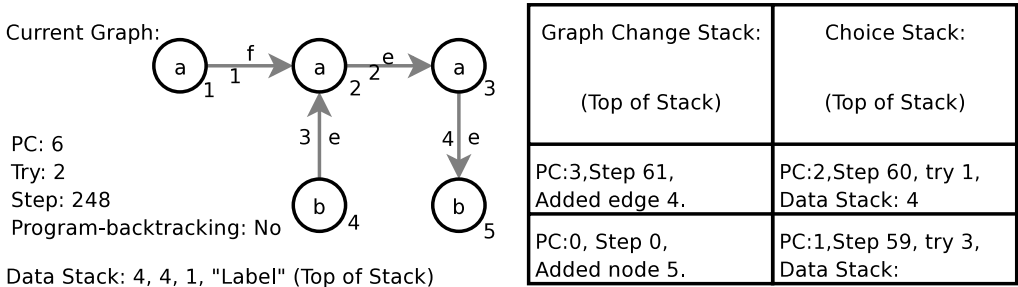 Current Graph:
f
e
a
a
a
1
2
1
2
3
3
e
4
e
b
b
4
5
PC: 6
Try: 2
Step: 248
Program-backtracking: No
Data Stack: 4, 4, 1, "Label" (Top of Stack)
Graph Change Stack:
(Top of Stack)
PC:3,Step 61,
Added edge 4.
PC:0, Step 0,
Added node 5.
Choice Stack:
(Top of Stack)
PC:2,Step 60, try 1,
Data Stack: 4
PC:1,Step 59, try 3,
Data Stack: